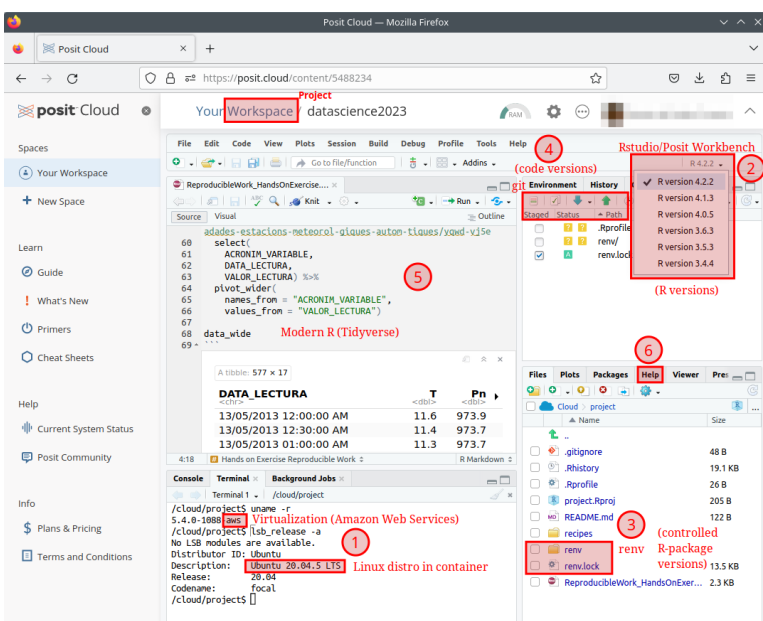 Posit Cloud — Mozilla Firefox
Posit Cloud × +
https://posit.cloud/content/5488234
posit Cloud
Project
Your Workspace / datascience2023
RAM
Spaces
Your Workspace
New Space
Learn
Guide
What's New
Primers
Cheat Sheets
Help
Current System Status
Posit Community
Info
Plans & Pricing
Terms and Conditions
File Edit Code View Plots Session Build Debug Profile Tools Help
Go to file/function Addins
4
(code versions)
git
Rstudio/Posit Workbench
R 4.2.2
2
R version 4.2.2
R version 4.1.3
R version 4.0.5
R version 3.6.3
R version 3.5.3
R version 3.4.4
(R versions)
ReproducibleWork_HandsOnExercise.... ×
Knit Run
Source Visual Outline
adades-estacions-meteorol-giques-auton-tiques/yqwd-vj5e
60 select(
61 ACRONIM_VARIABLE,
62 DATA_LECTURA,
63 VALOR_LECTURA) %>%
64 pivot_wider(
65 names_from = "ACRONIM_VARIABLE",
66 values_from = "VALOR_LECTURA")
67
68 data_wide
69 ```
5
Modern R (Tidyverse)
A tibble: 577 × 17
DATA_LECTURA T Pn
<chr> <dbl> <dbl>
13/05/2013 12:00:00 AM 11.6 973.9
13/05/2013 12:30:00 AM 11.4 973.7
13/05/2013 01:00:00 AM 11.3 973.7
4:18 Hands on Exercise Reproducible Work R Markdown
Environment History
Staged Status Path
? ? .Rprofile
? ? renv/
A renv.lock
6
Files Plots Packages Help Viewer Pres
Cloud project
Name Size
..
.gitignore 48 B
.Rhistory 19.1 KB
.Rprofile 26 B
project.Rproj 205 B
README.md 122 B
recipes
renv
renv.lock 13.5 KB
ReproducibleWork_HandsOnExer... 2.3 KB
3
renv
(controlled
R-package
versions)
Console Terminal × Background Jobs ×
Terminal 1 /cloud/project
/cloud/project$ uname -r
5.4.0-1088-aws Virtualization (Amazon Web Services)
/cloud/project$ lsb_release -a
No LSB modules are available.
1
Distributor ID: Ubuntu
Description: Ubuntu 20.04.5 LTS Linux distro in container
Release: 20.04
Codename: focal
/cloud/project$